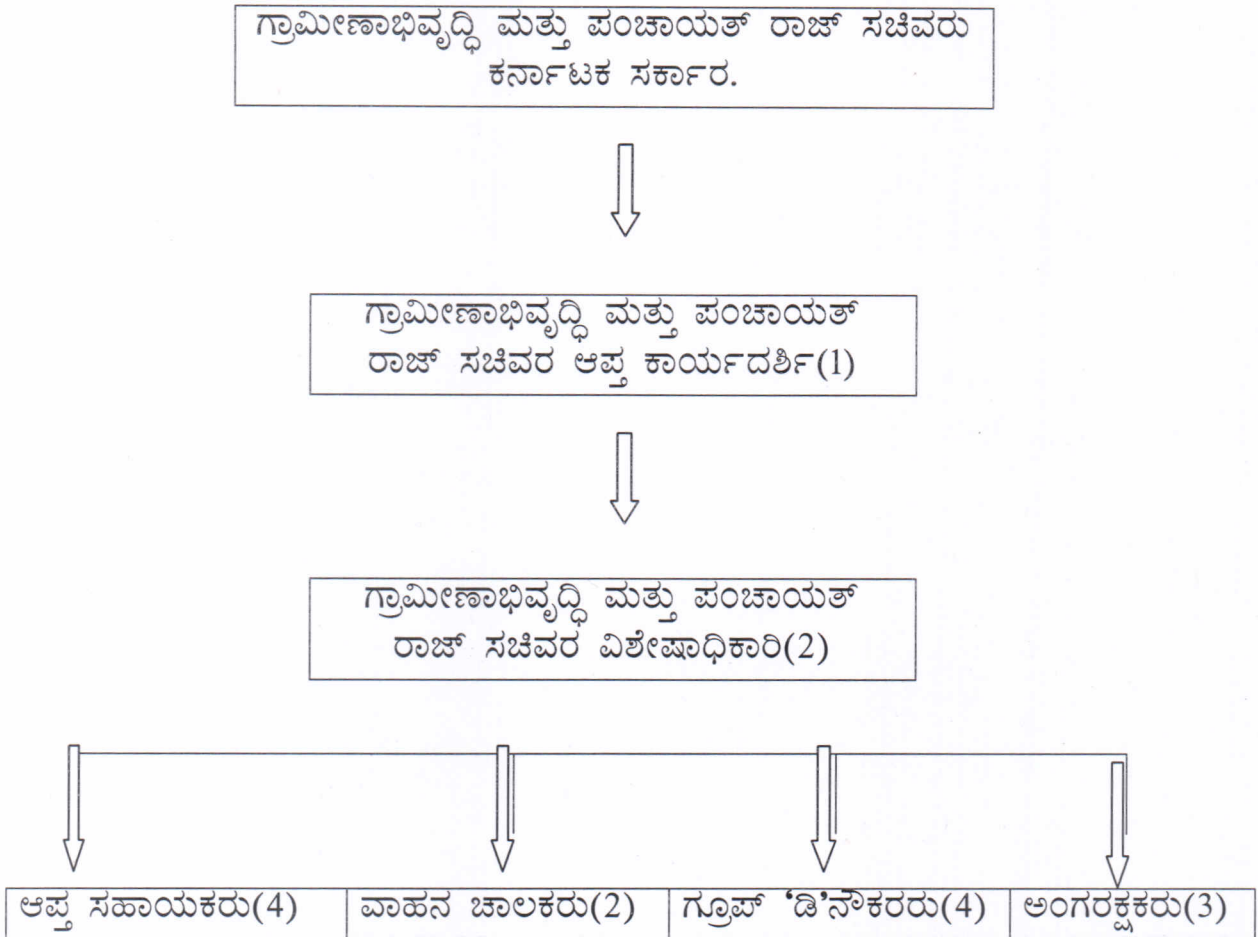 ಗ್ರಾಮೀಣಾಭಿವೃದ್ಧಿ ಮತ್ತು ಪಂಚಾಯತ್ ರಾಜ್ ಸಚಿವರು
ಕರ್ನಾಟಕ ಸರ್ಕಾರ.
ಗ್ರಾಮೀಣಾಭಿವೃದ್ಧಿ ಮತ್ತು ಪಂಚಾಯತ್
ರಾಜ್ ಸಚಿವರ ಆಪ್ತ ಕಾರ್ಯದರ್ಶಿ(1)
ಗ್ರಾಮೀಣಾಭಿವೃದ್ಧಿ ಮತ್ತು ಪಂಚಾಯತ್
ರಾಜ್ ಸಚಿವರ ವಿಶೇಷಾಧಿಕಾರಿ(2)
ಆಪ್ತ ಸಹಾಯಕರು(4) ವಾಹನ ಚಾಲಕರು(2) ಗ್ರೂಪ್ ‘ಡಿ’ನೌಕರರು(4) ಅಂಗರಕ್ಷಕರು(3)